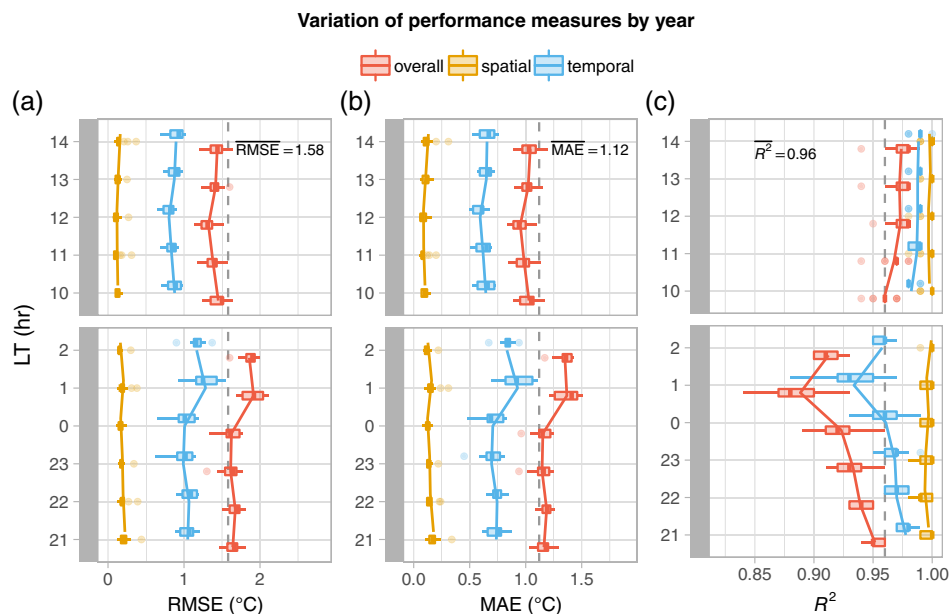 Variation of performance measures by year
overall spatial temporal
(a) (b) (c)
14
13
12
11
10
2
1
0
23
22
21
LT (hr)
RMSE = 1.58
MAE = 1.12
R² = 0.96
0 1 2
0.0 0.5 1.0 1.5
0.85 0.90 0.95 1.00
RMSE (°C)
MAE (°C)
R²